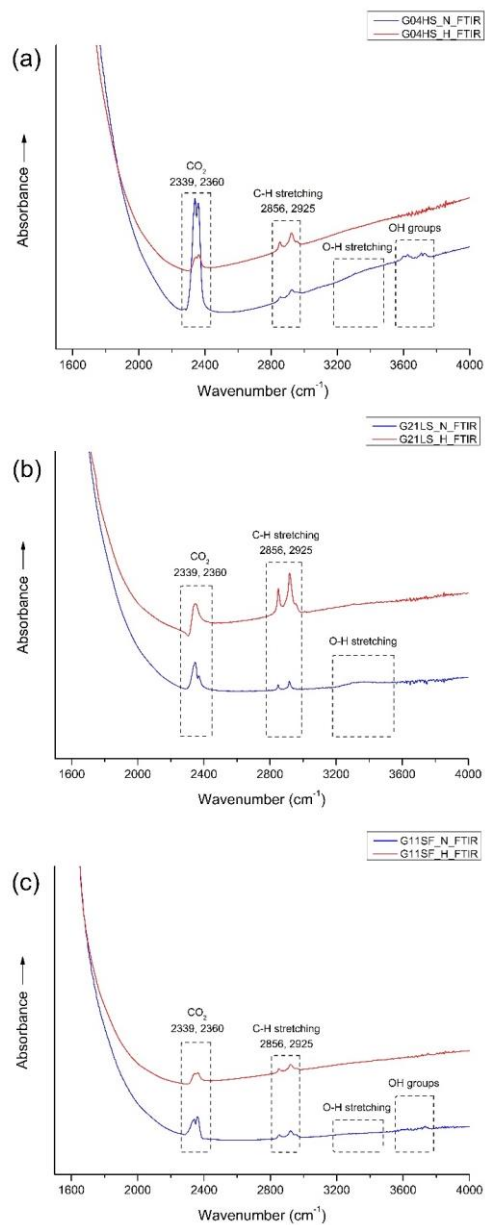 G04HS_N_FTIR
G04HS_H_FTIR
(a)
CO2
2339, 2360
C-H stretching
2856, 2925
O-H stretching
OH groups
Absorbance →
1600 2000 2400 2800 3200 3600 4000
Wavenumber (cm-1)
G21LS_N_FTIR
G21LS_H_FTIR
(b)
C-H stretching
2856, 2925
CO2
2339, 2360
O-H stretching
Absorbance →
1600 2000 2400 2800 3200 3600 4000
Wavenumber (cm-1)
G11SF_N_FTIR
G11SF_H_FTIR
(c)
CO2
2339, 2360
C-H stretching
2856, 2925
O-H stretching
OH groups
Absorbance →
1600 2000 2400 2800 3200 3600 4000
Wavenumber (cm-1)